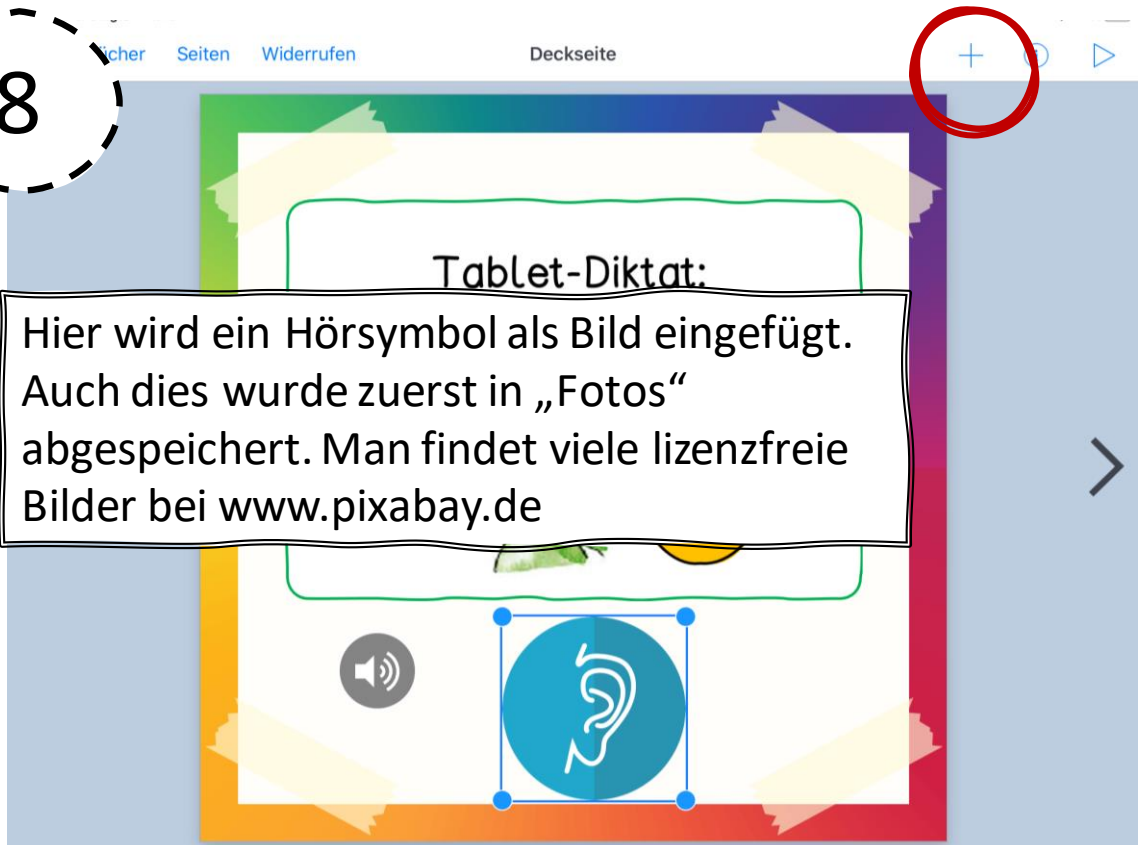 8
Seiten Widerrufen Deckseite
Tablet-Diktat:
Hier wird ein Hörsymbol als Bild eingefügt.
Auch dies wurde zuerst in „Fotos“
abgespeichert. Man findet viele lizenzfreie
Bilder bei www.pixabay.de